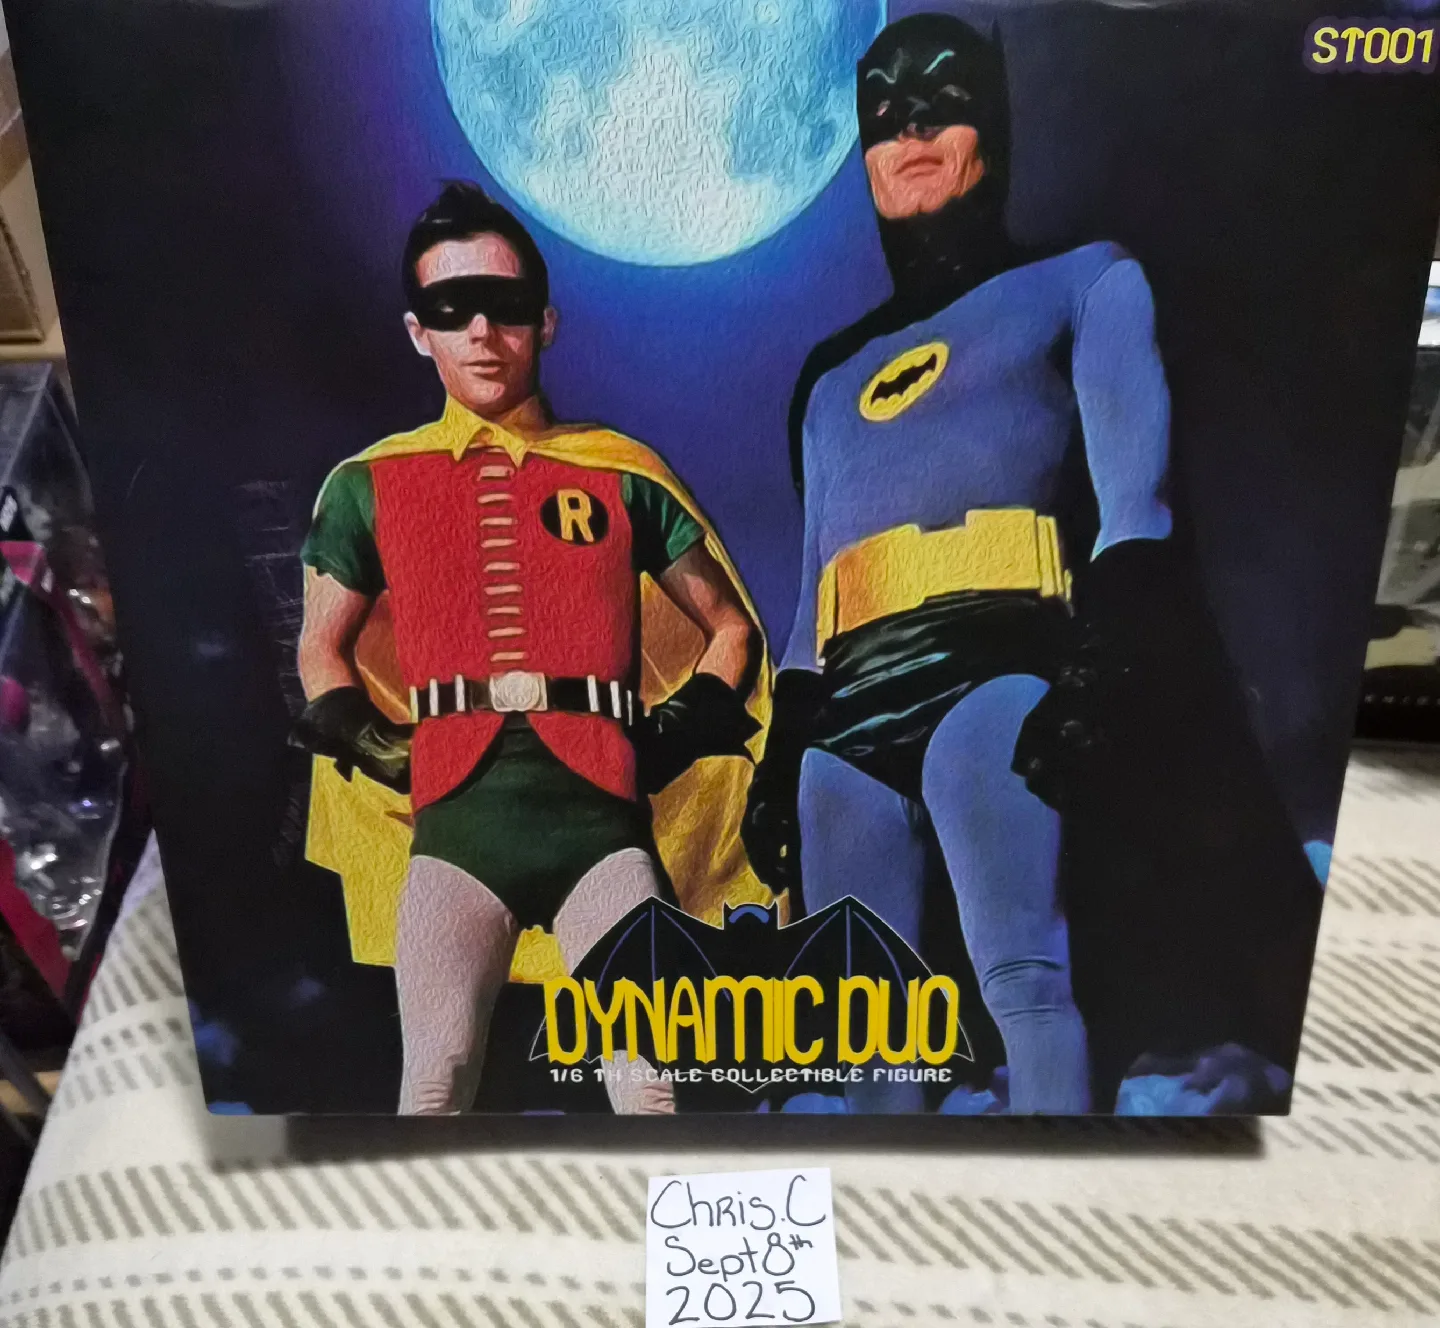 ST001
R
DYNAMIC DUO
1/6 TH SCALE COLLECTIBLE FIGURE
Chris.C
Sept 8th
2025